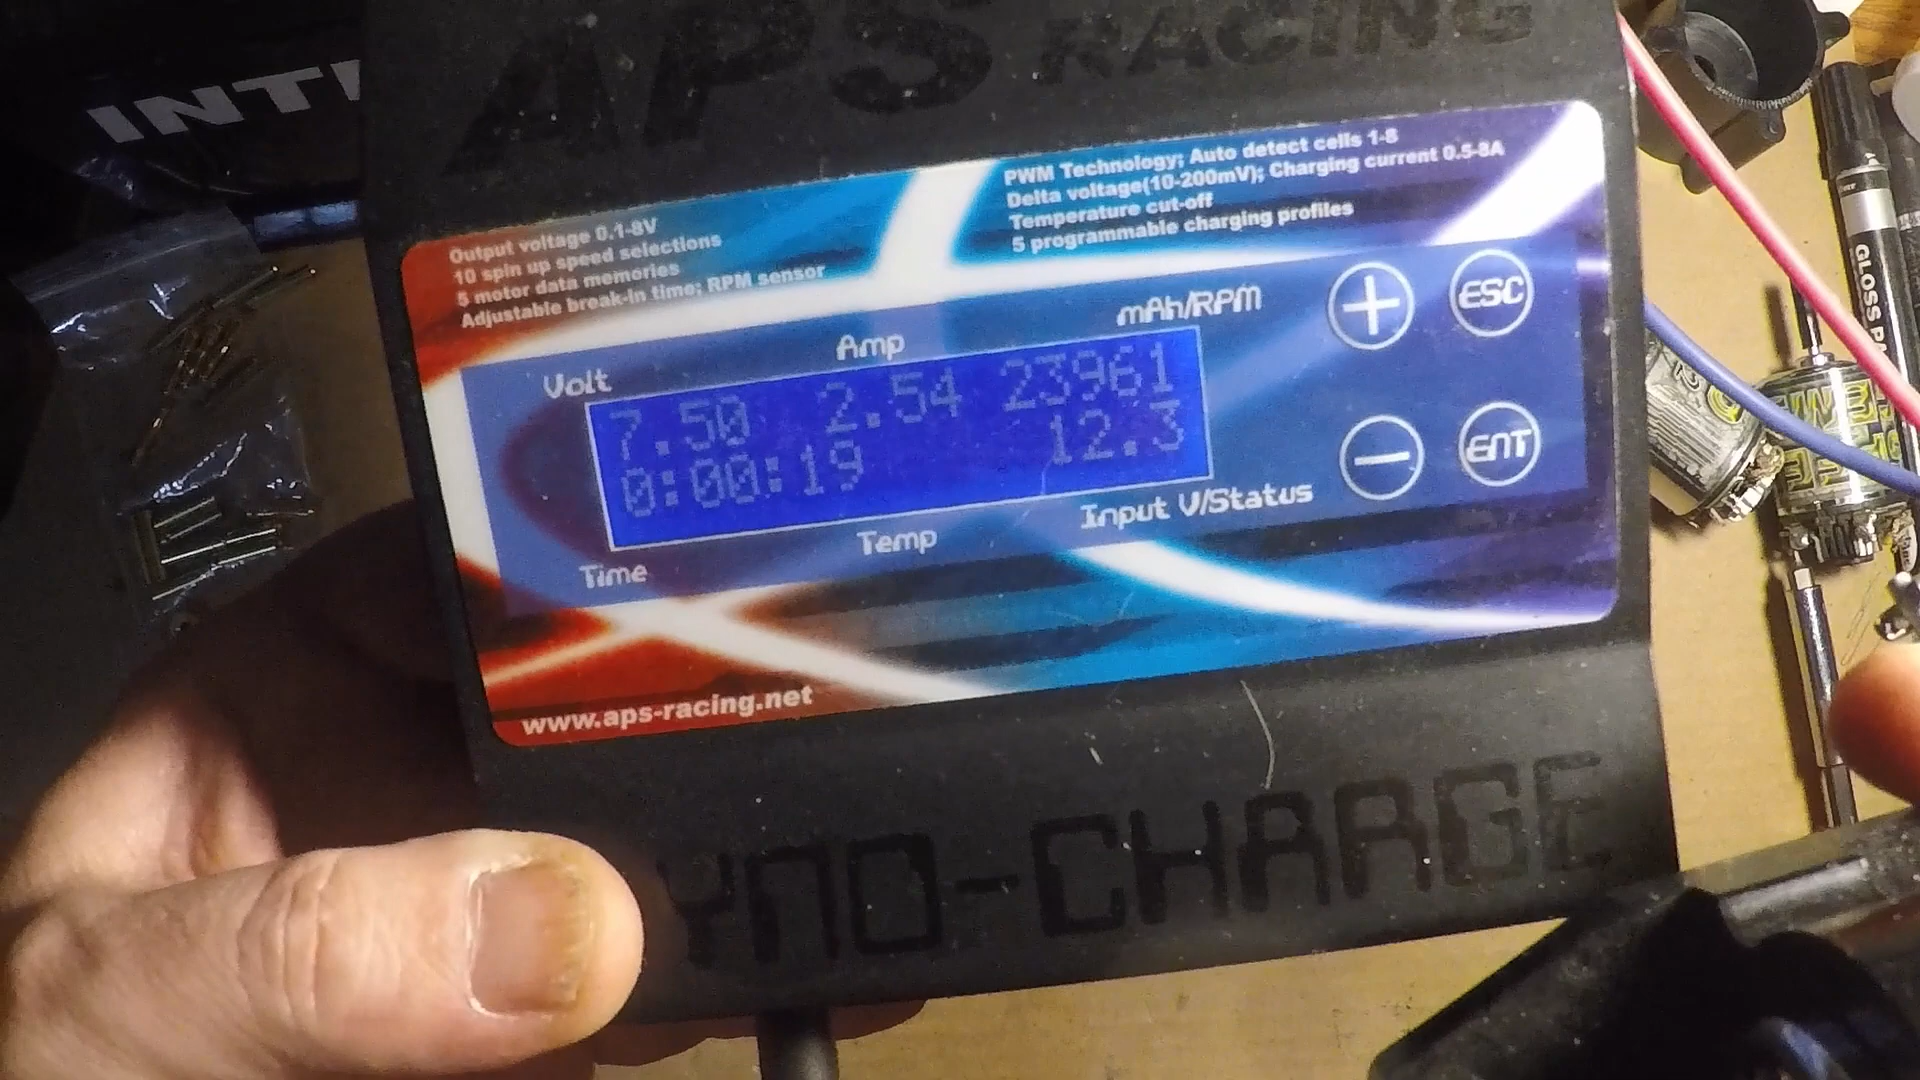 INTE
APS RACING
PWM Technology; Auto detect cells 1-8
Delta voltage(10-200mV); Charging current 0.5-8A
Temperature cut-off
5 programmable charging profiles
Output voltage 0.1-8V
10 spin up speed selections
5 motor data memories
Adjustable break-in time; RPM sensor
Volt Amp mAh/RPM
7.50 2.54 23961
0:00:19 12.3
Time Temp Input V/Status
+ ESC
− ENT
www.aps-racing.net
YNO-CHARGE
GLOSS PA